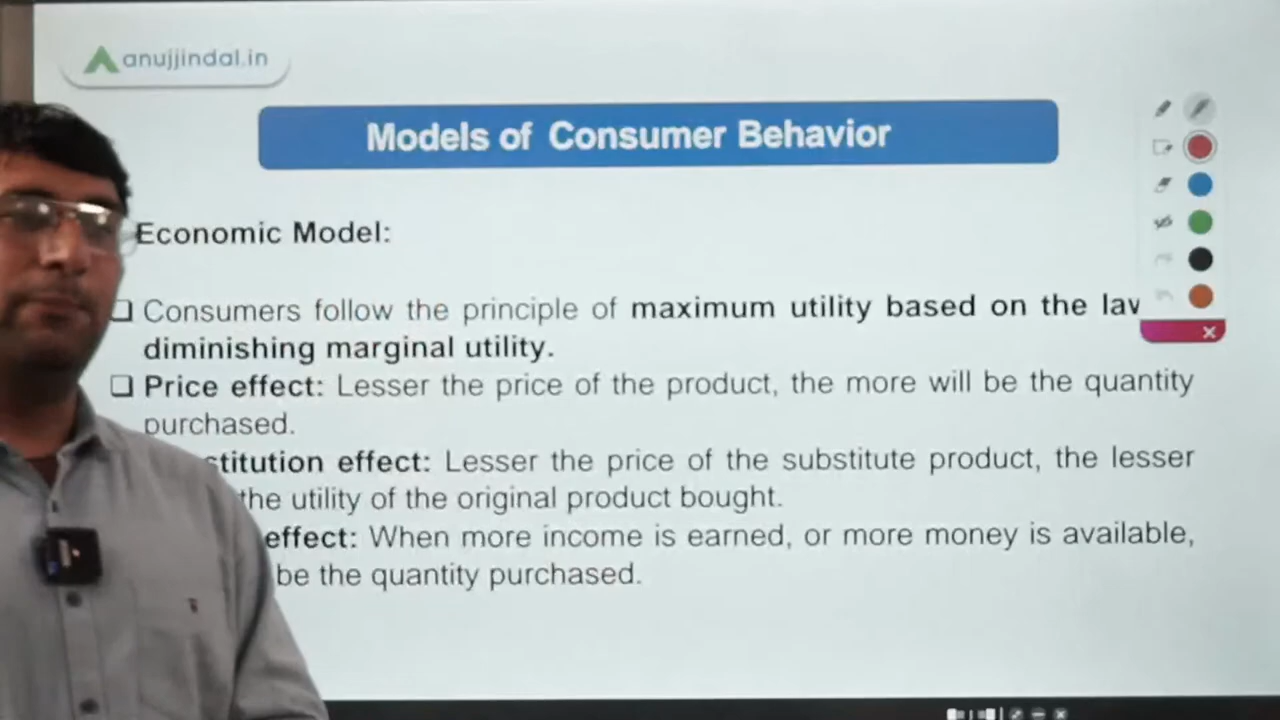 anujjindal.in
Models of Consumer Behavior
Economic Model:
Consumers follow the principle of maximum utility based on the
diminishing marginal utility.
Price effect: Lesser the price of the product, the more will be the quantity
purchased.
effect: Lesser the price of the substitute product, the lesser
the utility of the original product bought.
effect: When more income is earned, or more money is available,
be the quantity purchased.